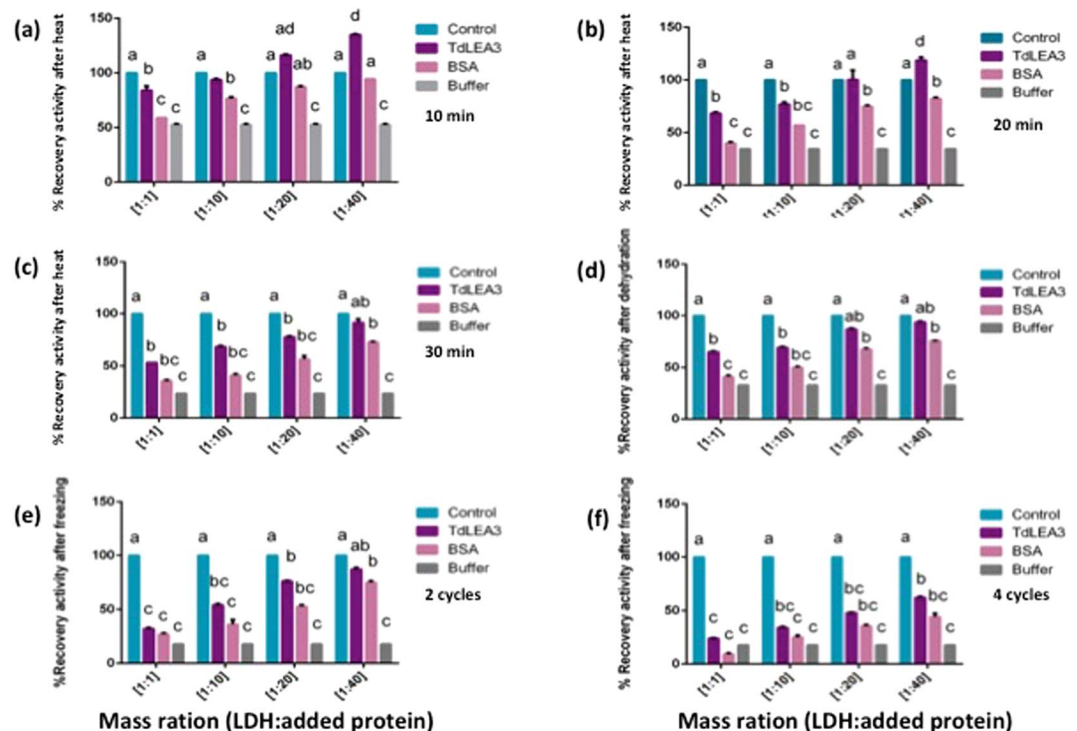 (a)
% Recovery activity after heat
150
100
50
0
a b c c
a b c
a ad ab c
a d a c
[1:1] [1:10] [1:20] [1:40]
Control
TdLEA3
BSA
Buffer
10 min
(b)
% Recovery activity after heat
150
100
50
0
a b c c
a b bc c
a a b c
a d b c
[1:1] [1:10] [1:20] [1:40]
Control
TdLEA3
BSA
Buffer
20 min
(c)
% Recovery activity after heat
150
100
50
0
a b bc c
a b bc c
a b bc c
a ab b c
[1:1] [1:10] [1:20] [1:40]
Control
TdLEA3
BSA
Buffer
30 min
(d)
%Recovery activity after dehydration
150
100
50
0
a b c c
a b bc c
a ab b c
a ab b c
[1:1] [1:10] [1:20] [1:40]
Control
TdLEA3
BSA
Buffer
(e)
%Recovery activity after freezing
150
100
50
0
a c c c
a bc c c
a b bc c
a ab b c
[1:1] [1:10] [1:20] [1:40]
Control
TdLEA3
BSA
Buffer
2 cycles
Mass ration (LDH:added protein)
(f)
% Recovery activity after freezing
150
100
50
0
a c c c
a bc bc c
a bc bc c
a b bc c
[1:1] [1:10] [1:20] [1:40]
Control
TdLEA3
BSA
Buffer
4 cycles
Mass ration (LDH:added protein)